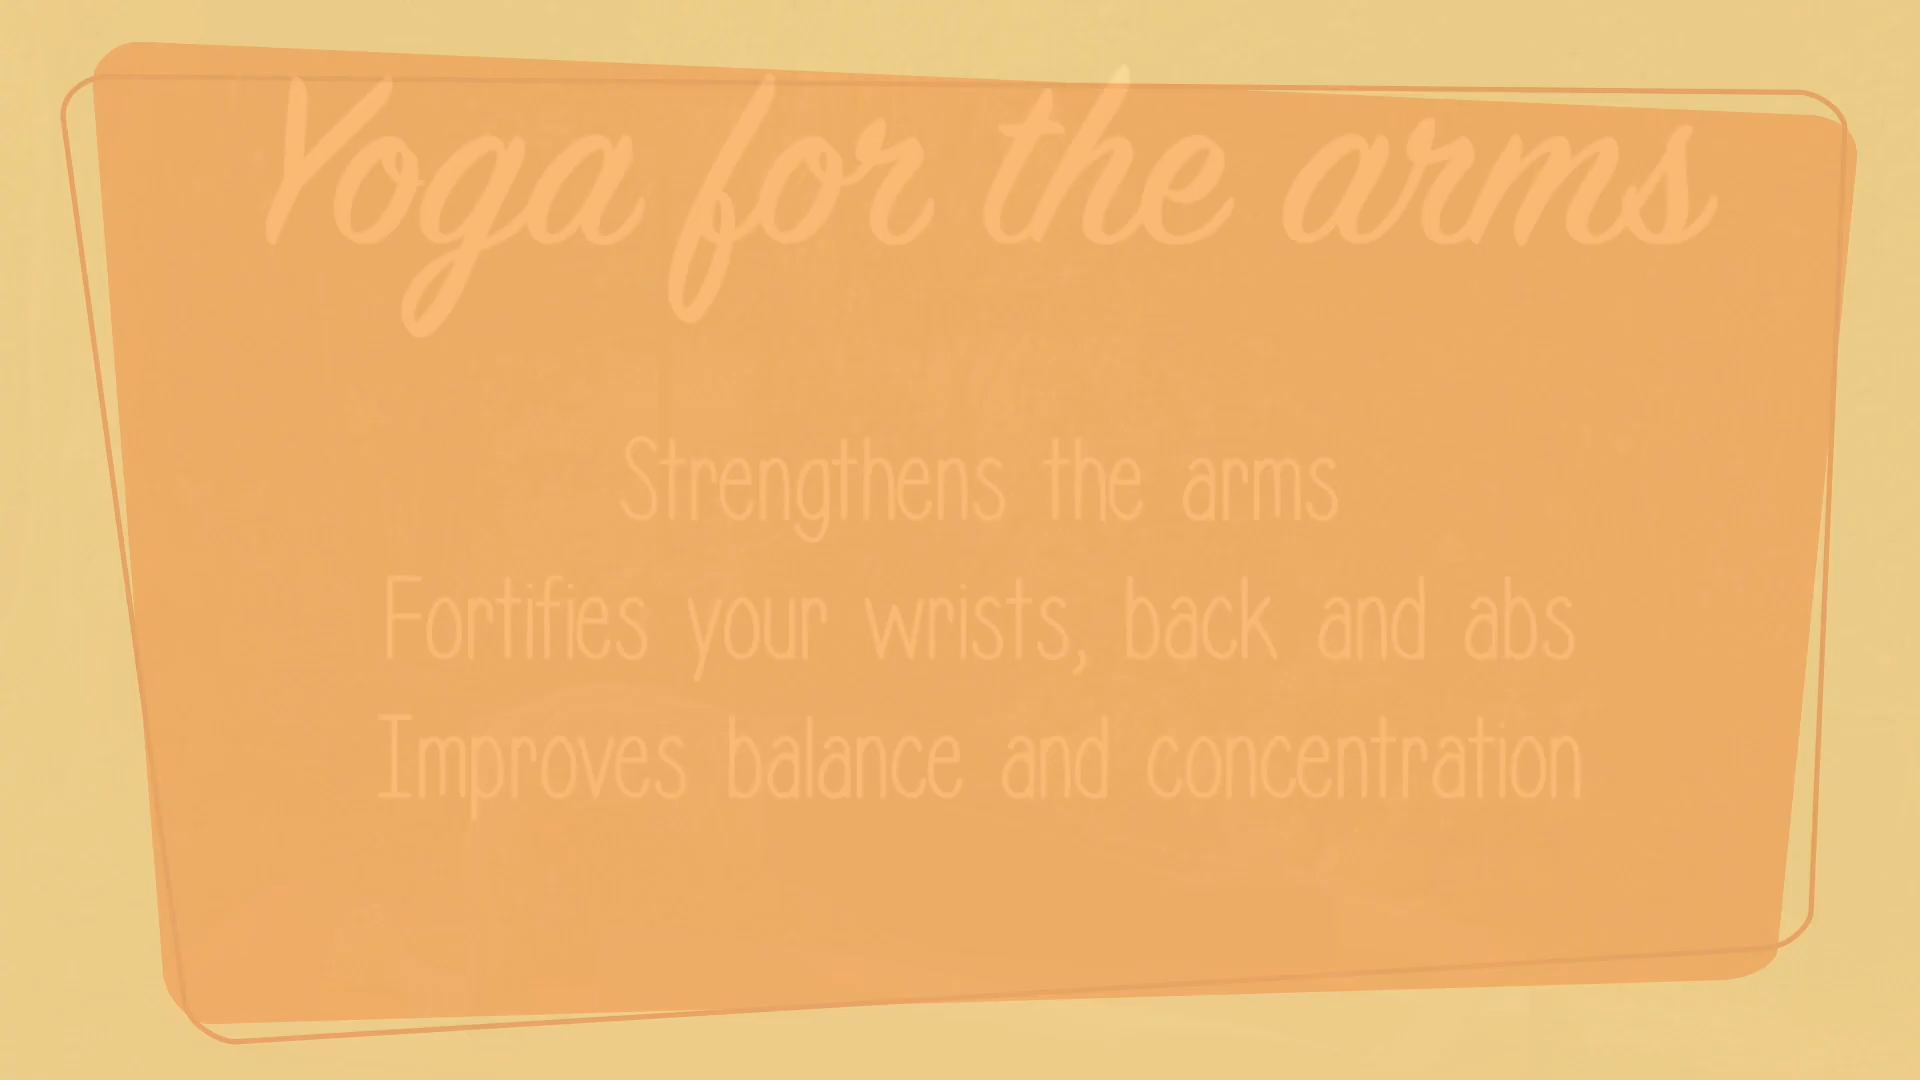 Yoga for the arms
Strengthens the arms
Fortifies your wrists, back and abs
Improves balance and concentration